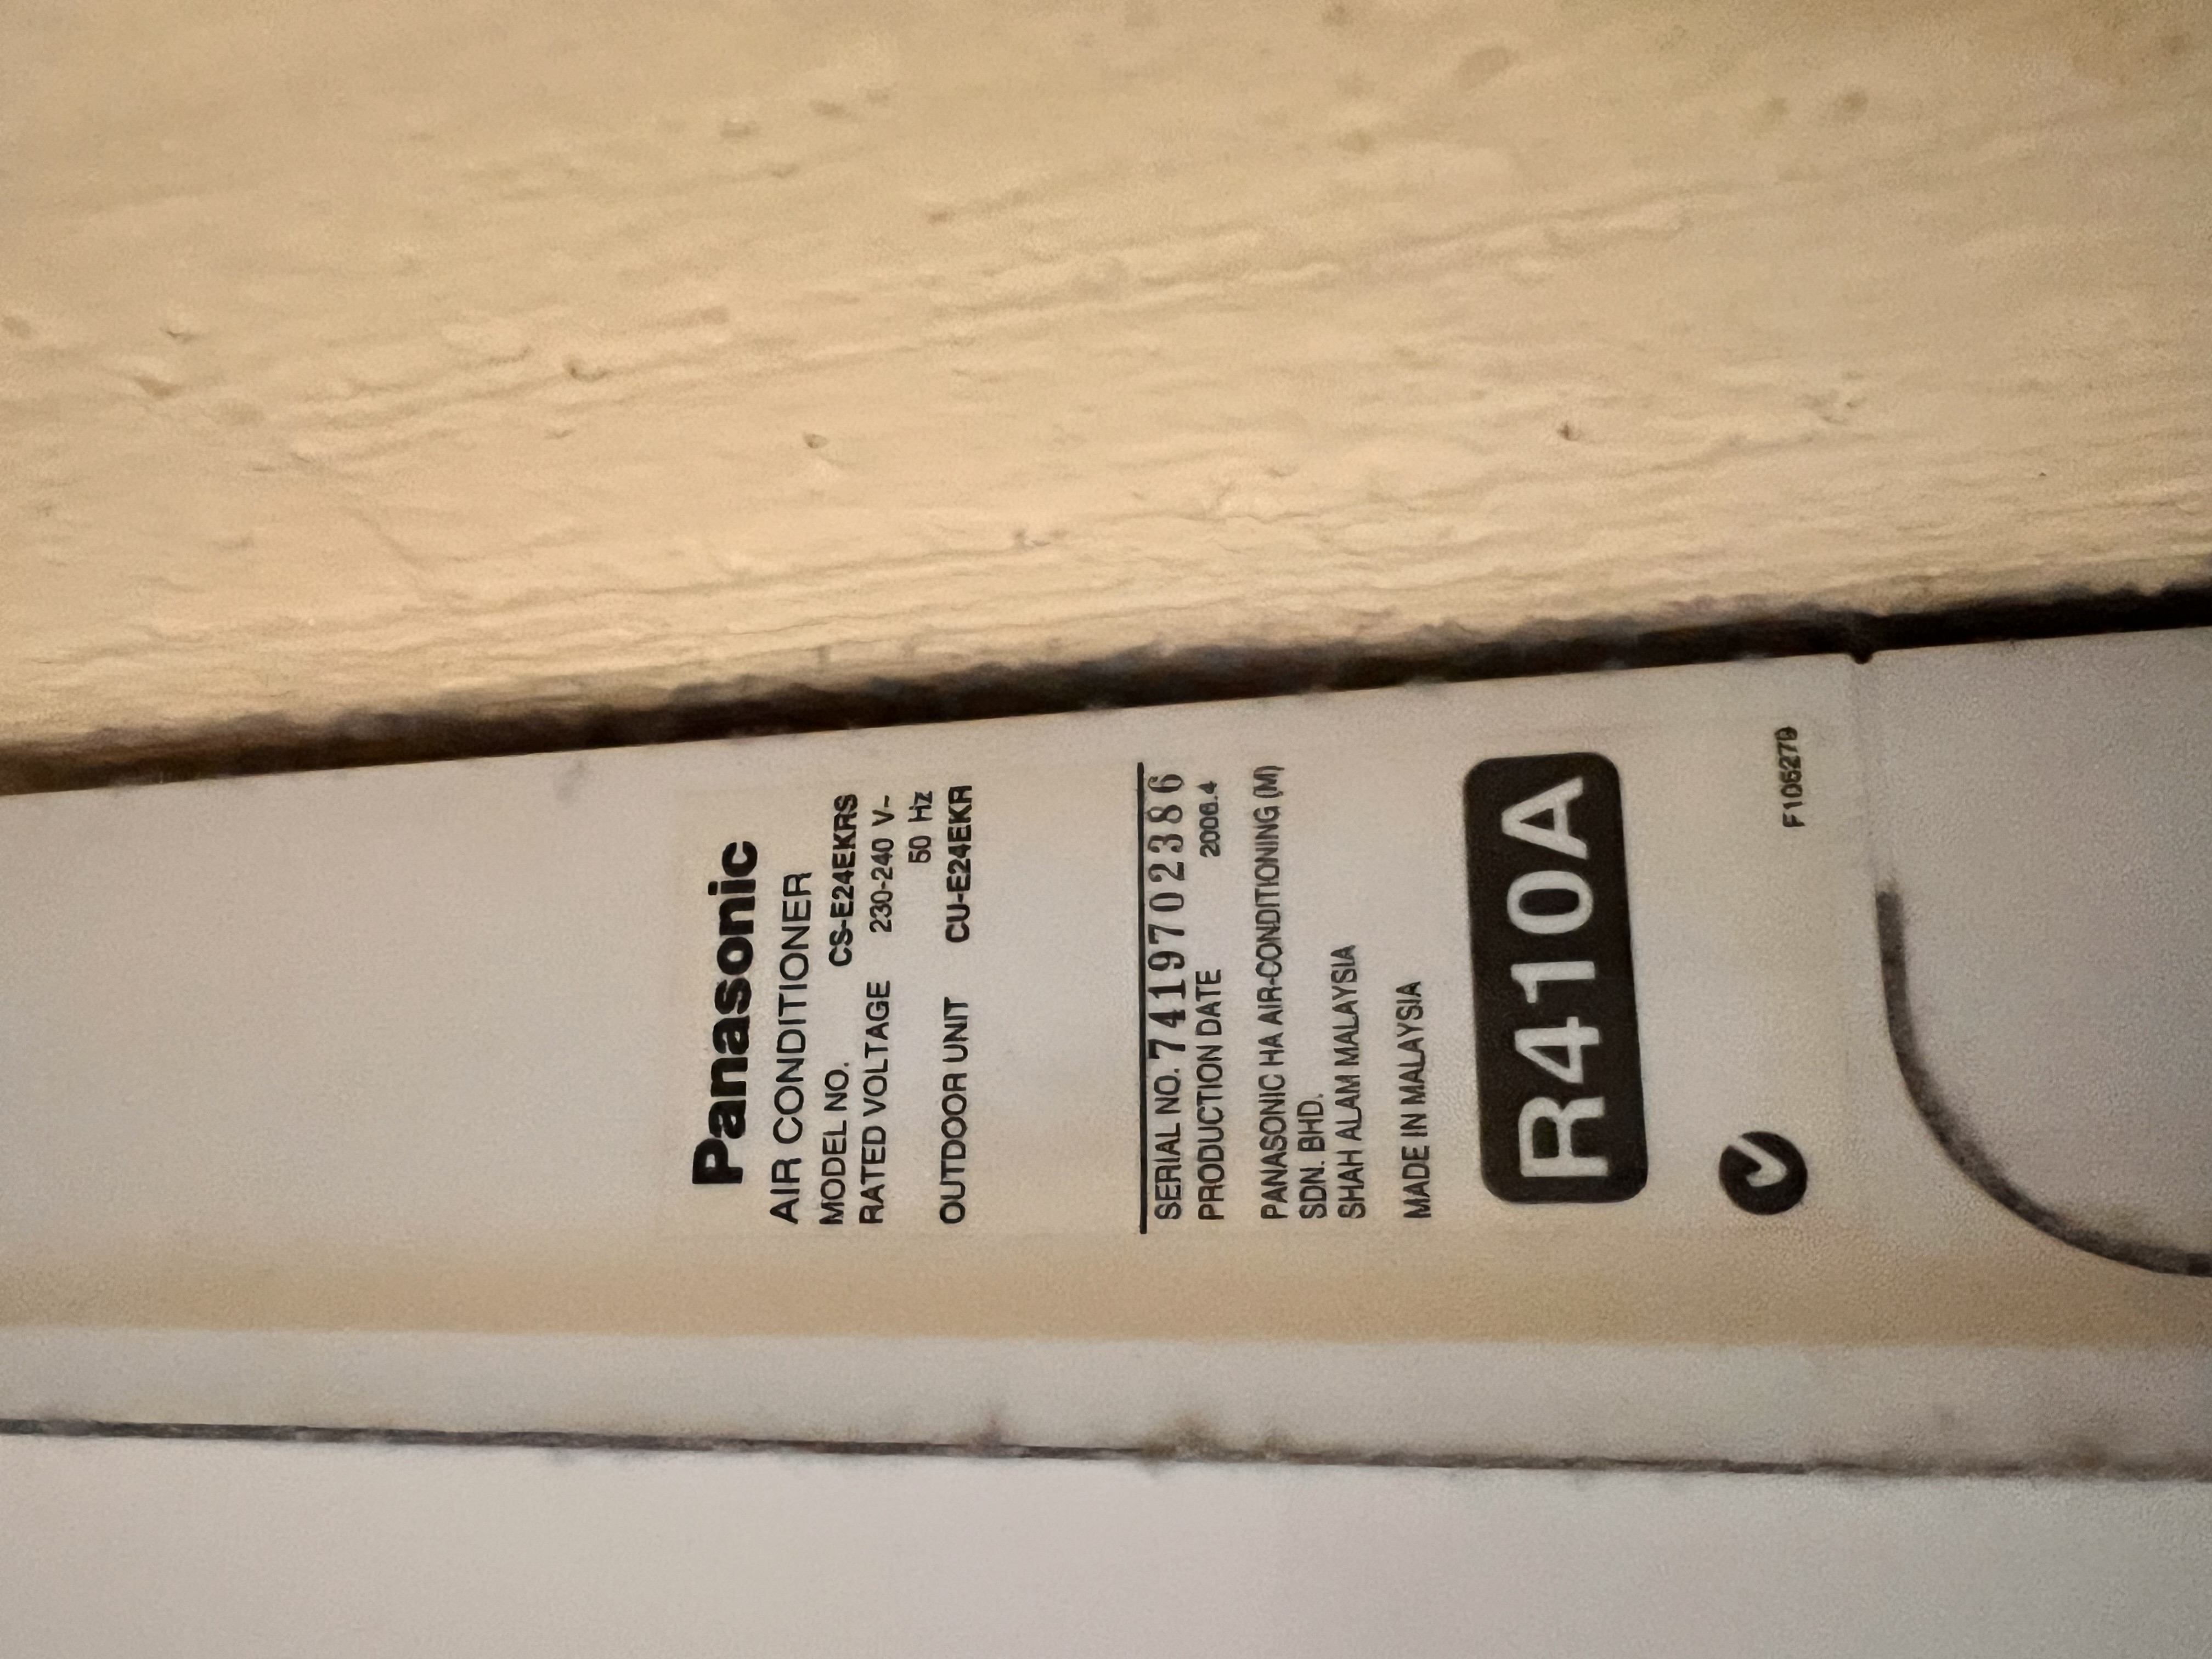 Panasonic
AIR CONDITIONER
MODEL NO. CS-E24EKRS
RATED VOLTAGE 230-240 V~
50 Hz
OUTDOOR UNIT CU-E24EKR
SERIAL NO. 7419702386
PRODUCTION DATE 2006.4
PANASONIC HA AIR-CONDITIONING (M)
SDN. BHD.
SHAH ALAM MALAYSIA
MADE IN MALAYSIA
R410A
F106279